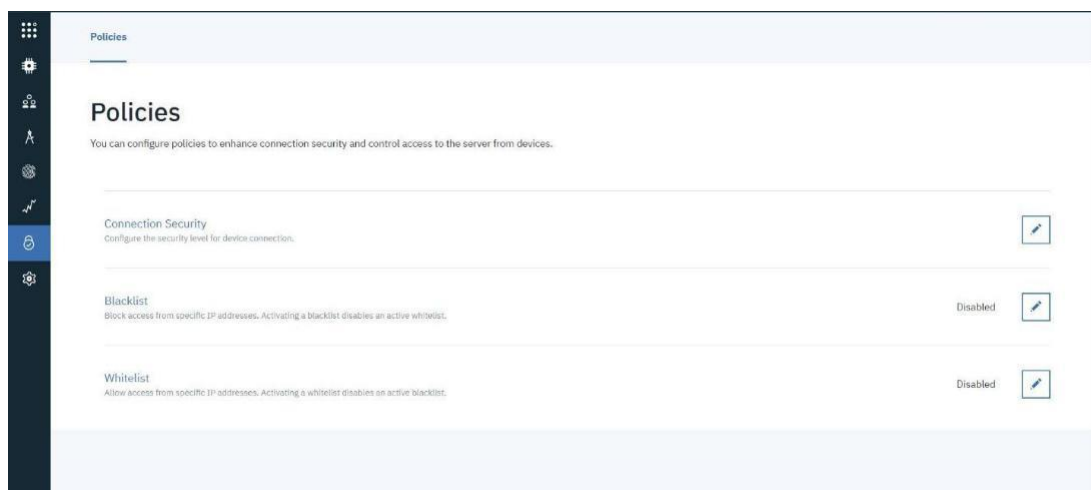 Policies
Policies
You can configure policies to enhance connection security and control access to the server from devices.
Connection Security
Configure the security level for device connection.
Blacklist
Block access from specific IP addresses. Activating a blacklist disables an active whitelist.
Disabled
Whitelist
Allow access from specific IP addresses. Activating a whitelist disables an active blacklist.
Disabled